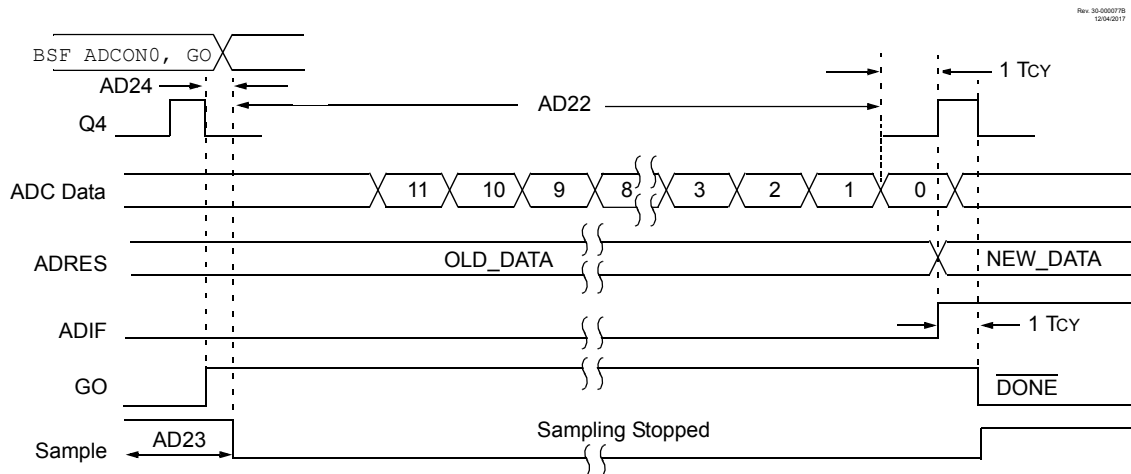 Rev. 30-000077B
12/04/2017
BSF ADCON0, GO
AD24
1 TCY
AD22
Q4
ADC Data
11 10 9 8 3 2 1 0
ADRES
OLD_DATA
NEW_DATA
ADIF
1 TCY
GO
DONE
Sampling Stopped
AD23
Sample